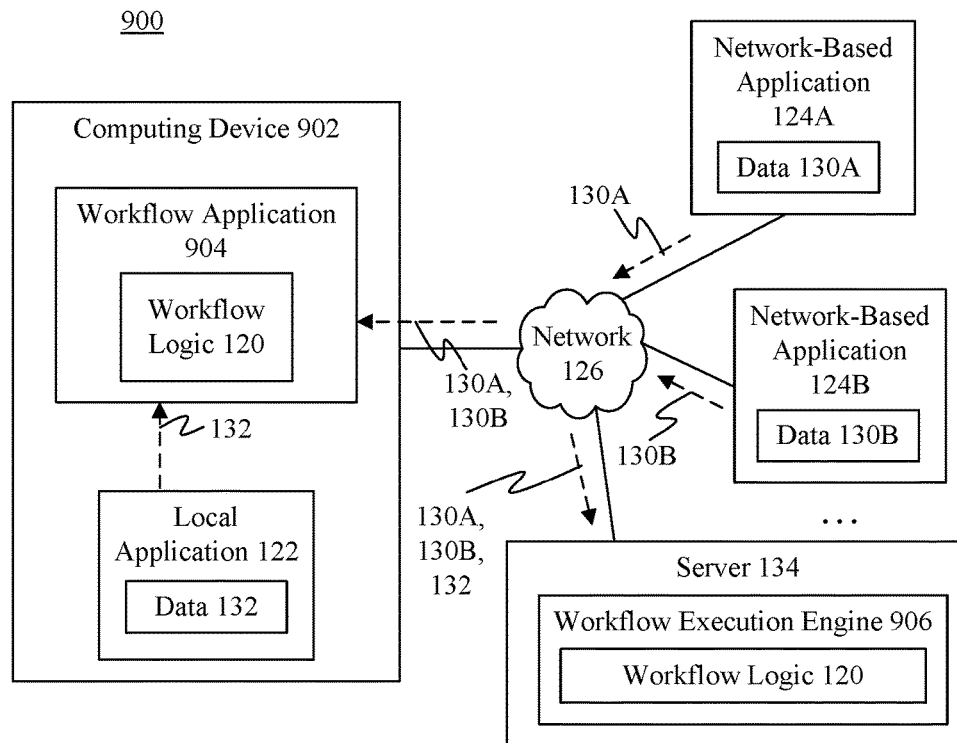 900
Computing Device 902
Workflow Application
904
Workflow
Logic 120
132
Local
Application 122
Data 132
130A,
130B
Network
126
130A
Network-Based
Application
124A
Data 130A
Network-Based
Application
124B
Data 130B
130B
130A,
130B,
132
...
Server 134
Workflow Execution Engine 906
Workflow Logic 120